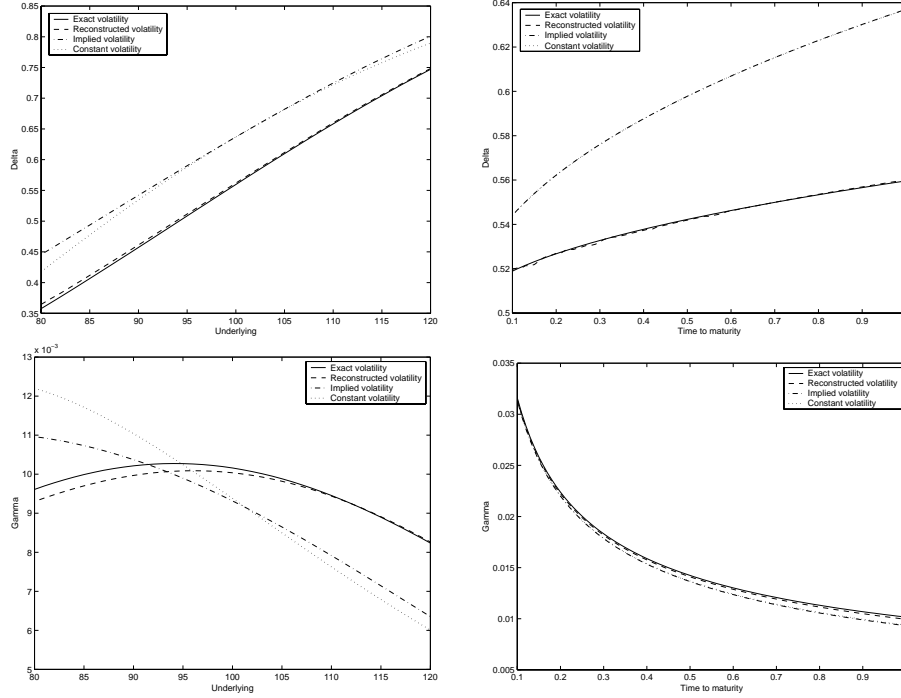 0.85
0.8
0.75
0.7
0.65
0.6
0.55
0.5
0.45
0.4
0.35
Delta
80 85 90 95 100 105 110 115 120
Underlying
Exact volatility
Reconstructed volatility
Implied volatility
Constant volatility
0.64
0.62
0.6
0.58
0.56
0.54
0.52
0.5
Delta
0.1 0.2 0.3 0.4 0.5 0.6 0.7 0.8 0.9
Time to maturity
Exact volatility
Reconstructed volatility
Implied volatility
Constant volatility
x 10⁻³
13
12
11
10
9
8
7
6
5
Gamma
80 85 90 95 100 105 110 115 120
Underlying
Exact volatility
Reconstructed volatility
Implied volatility
Constant volatility
0.035
0.03
0.025
0.02
0.015
0.01
0.005
Gamma
0.1 0.2 0.3 0.4 0.5 0.6 0.7 0.8 0.9
Time to maturity
Exact volatility
Reconstructed volatility
Implied volatility
Constant volatility